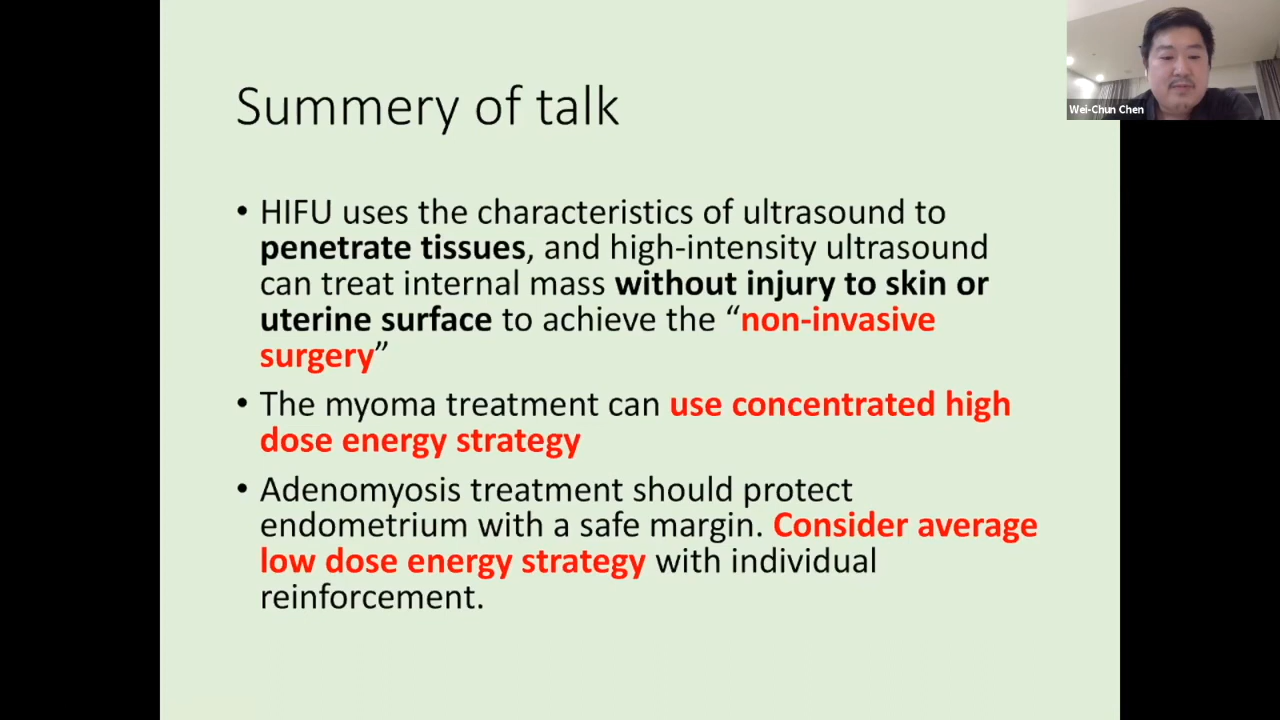 Summery of talk
Wei-Chun Chen
• HIFU uses the characteristics of ultrasound to
penetrate tissues, and high-intensity ultrasound
can treat internal mass without injury to skin or
uterine surface to achieve the “non-invasive
surgery”
• The myoma treatment can use concentrated high
dose energy strategy
• Adenomyosis treatment should protect
endometrium with a safe margin. Consider average
low dose energy strategy with individual
reinforcement.